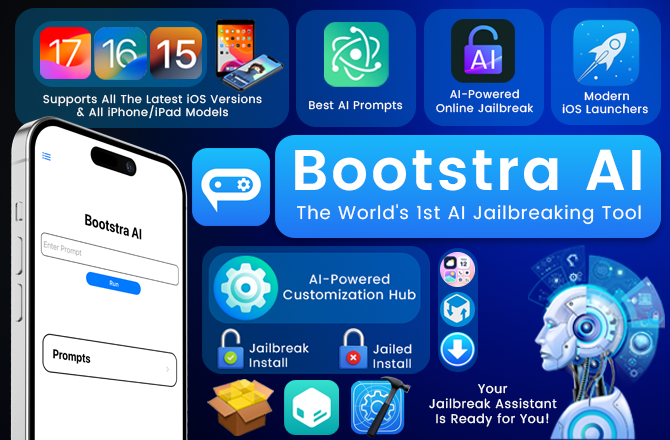 17 16 15
Supports All The Latest iOS Versions
& All iPhone/iPad Models
Best AI Prompts
AI
AI-Powered
Online Jailbreak
Modern
iOS Launchers
Bootstra AI
The World's 1st AI Jailbreaking Tool
Bootstra AI
Enter Prompt
Run
Prompts
AI-Powered
Customization Hub
Jailbreak
Install
Jailed
Install
12
Your
Jailbreak Assistant
Is Ready for You!